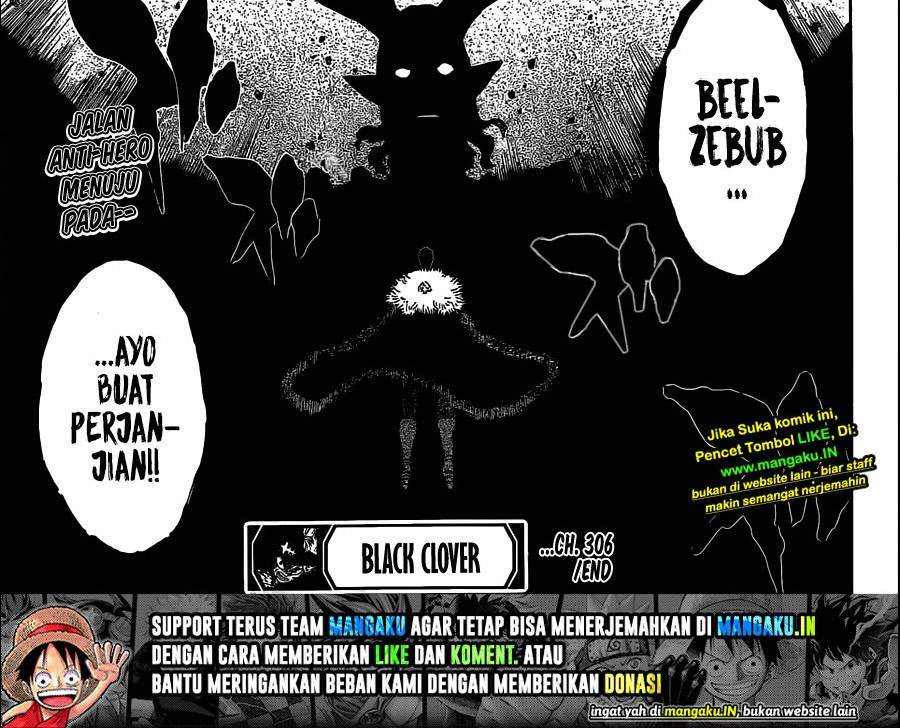 BEEL-
ZEBUB
...
JALAN
ANTI-HERO
MENUJU
PADA--
...AYO
BUAT
PERJAN-
JIAN!!
Jika Suka komik ini,
Pencet Tombol LIKE, Di:
www.mangaku.IN
bukan di website lain - biar staff
makin semangat nerjemahin
BLACK CLOVER
...CH. 306
/END
SUPPORT TERUS TEAM MANGAKU AGAR TETAP BISA MENERJEMAHKAN DI MANGAKU.IN
DENGAN CARA MEMBERIKAN LIKE DAN KOMENT. ATAU
BANTU MERINGANKAN BEBAN KAMI DENGAN MEMBERIKAN DONASI
ingat yah di mangaku.IN, bukan website lain